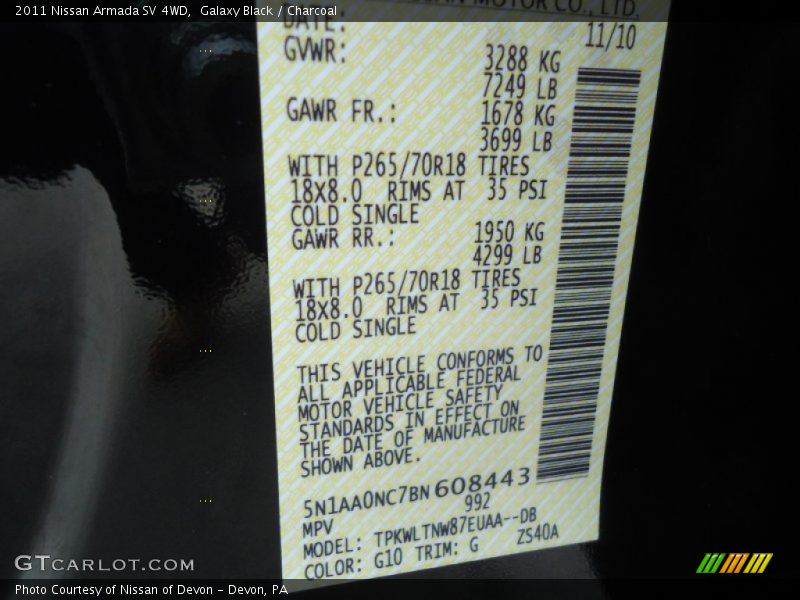 2011 Nissan Armada SV 4WD,  Galaxy Black / Charcoal
MOTOR CO., LTD.
DATE: 11/10
GVWR: 3288 KG
7249 LB
GAWR FR.: 1678 KG
3699 LB
WITH P265/70R18 TIRES
18X8.0 RIMS AT 35 PSI
COLD SINGLE
GAWR RR.: 1950 KG
4299 LB
WITH P265/70R18 TIRES
18X8.0 RIMS AT 35 PSI
COLD SINGLE
THIS VEHICLE CONFORMS TO
ALL APPLICABLE FEDERAL
MOTOR VEHICLE SAFETY
STANDARDS IN EFFECT ON
THE DATE OF MANUFACTURE
SHOWN ABOVE.
5N1AA0NC7BN608443
MPV 992
MODEL: TPKWLTNW87EUAA--DB
COLOR: G10 TRIM: G ZS40A
GTCARLOT.COM
Photo Courtesy of Nissan of Devon - Devon, PA